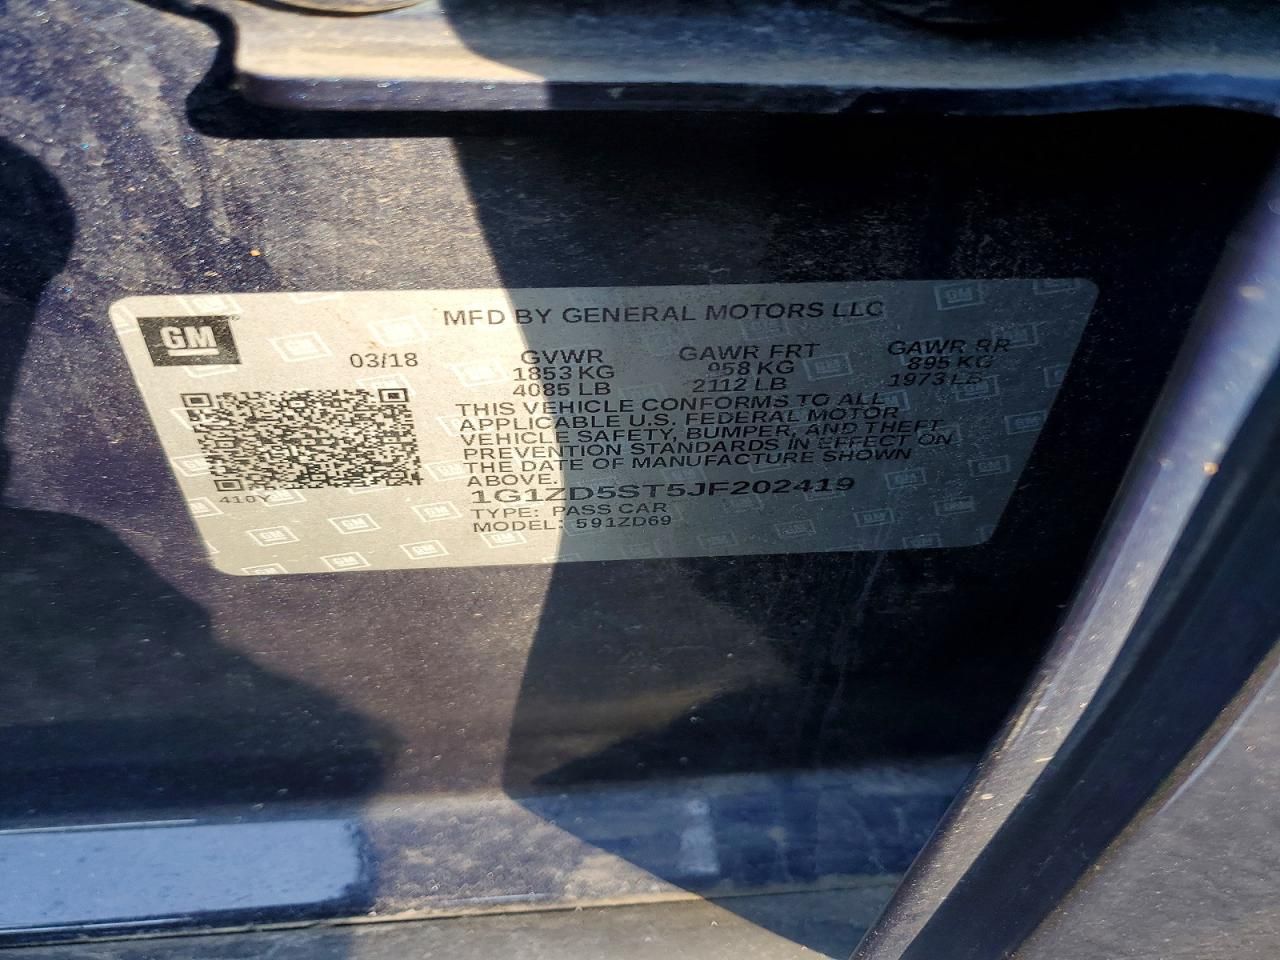 GM
MFD BY GENERAL MOTORS LLC
03/18
GVWR GAWR FRT GAWR RR
1853 KG 958 KG 895 KG
4085 LB 2112 LB 1973 LB
THIS VEHICLE CONFORMS TO ALL
APPLICABLE U.S. FEDERAL MOTOR
VEHICLE SAFETY, BUMPER, AND THEFT
PREVENTION STANDARDS IN EFFECT ON
THE DATE OF MANUFACTURE SHOWN
ABOVE.
410Y
1G1ZD5ST5JF202419
TYPE: PASS CAR
MODEL: 591ZD69